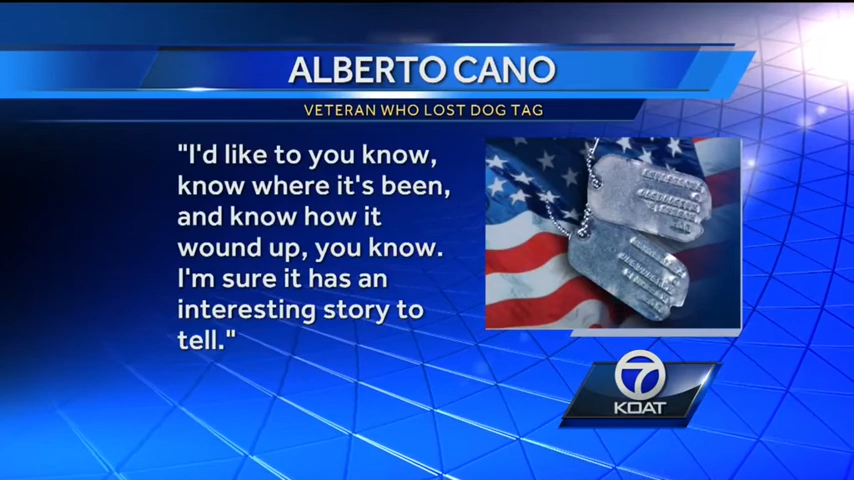 ALBERTO CANO
VETERAN WHO LOST DOG TAG
"I'd like to you know,
know where it's been,
and know how it
wound up, you know.
I'm sure it has an
interesting story to
tell."
7
KOAT